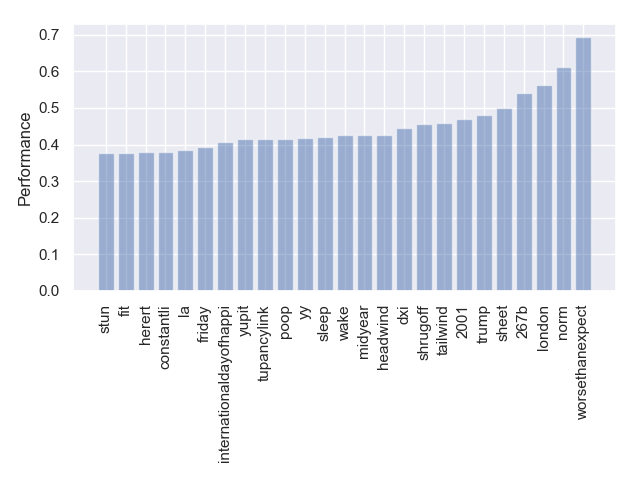 0.7
0.6
0.5
0.4
0.3
0.2
0.1
0.0
Performance
stun
fit
herert
constantli
la
friday
internationaldayofhappi
yupit
tupancylink
poop
yy
sleep
wake
midyear
headwind
dxi
shrugoff
tailwind
2001
trump
sheet
267b
london
norm
worsethanexpect